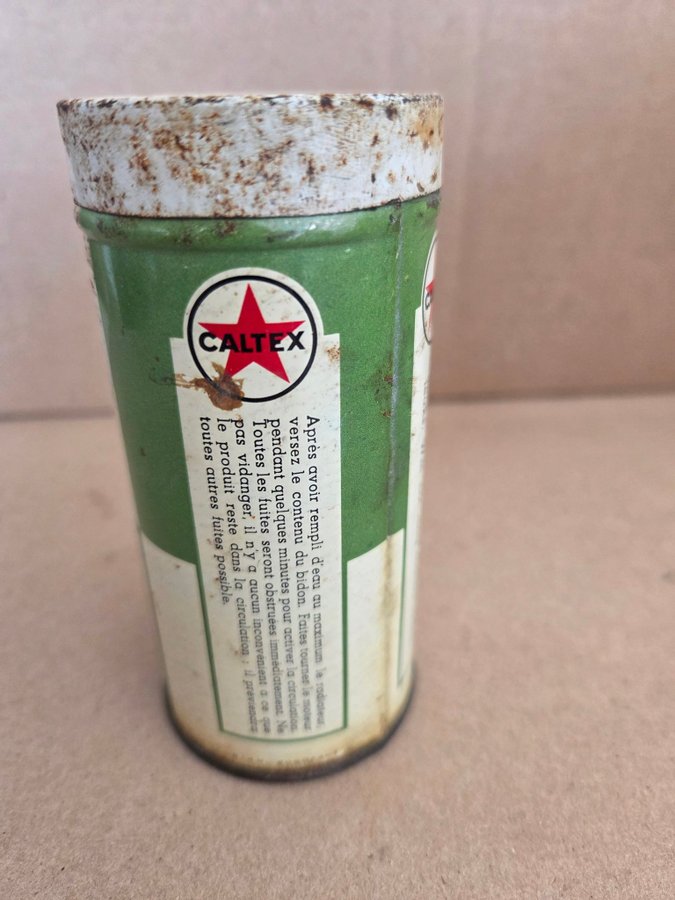 CALTEX
Après avoir rempli d'eau au maximum le radiateur,
versez le contenu du bidon. Faites tournes le moteur
pendant quelques minutes pour activer la circulation.
Toutes les fuites seront obstruées immédiatement. Ne
pas vidanger, il n'y a aucun inconvénient a ce que
le produit reste dans la circulation ; il préviendra
toutes autres fuites possible.